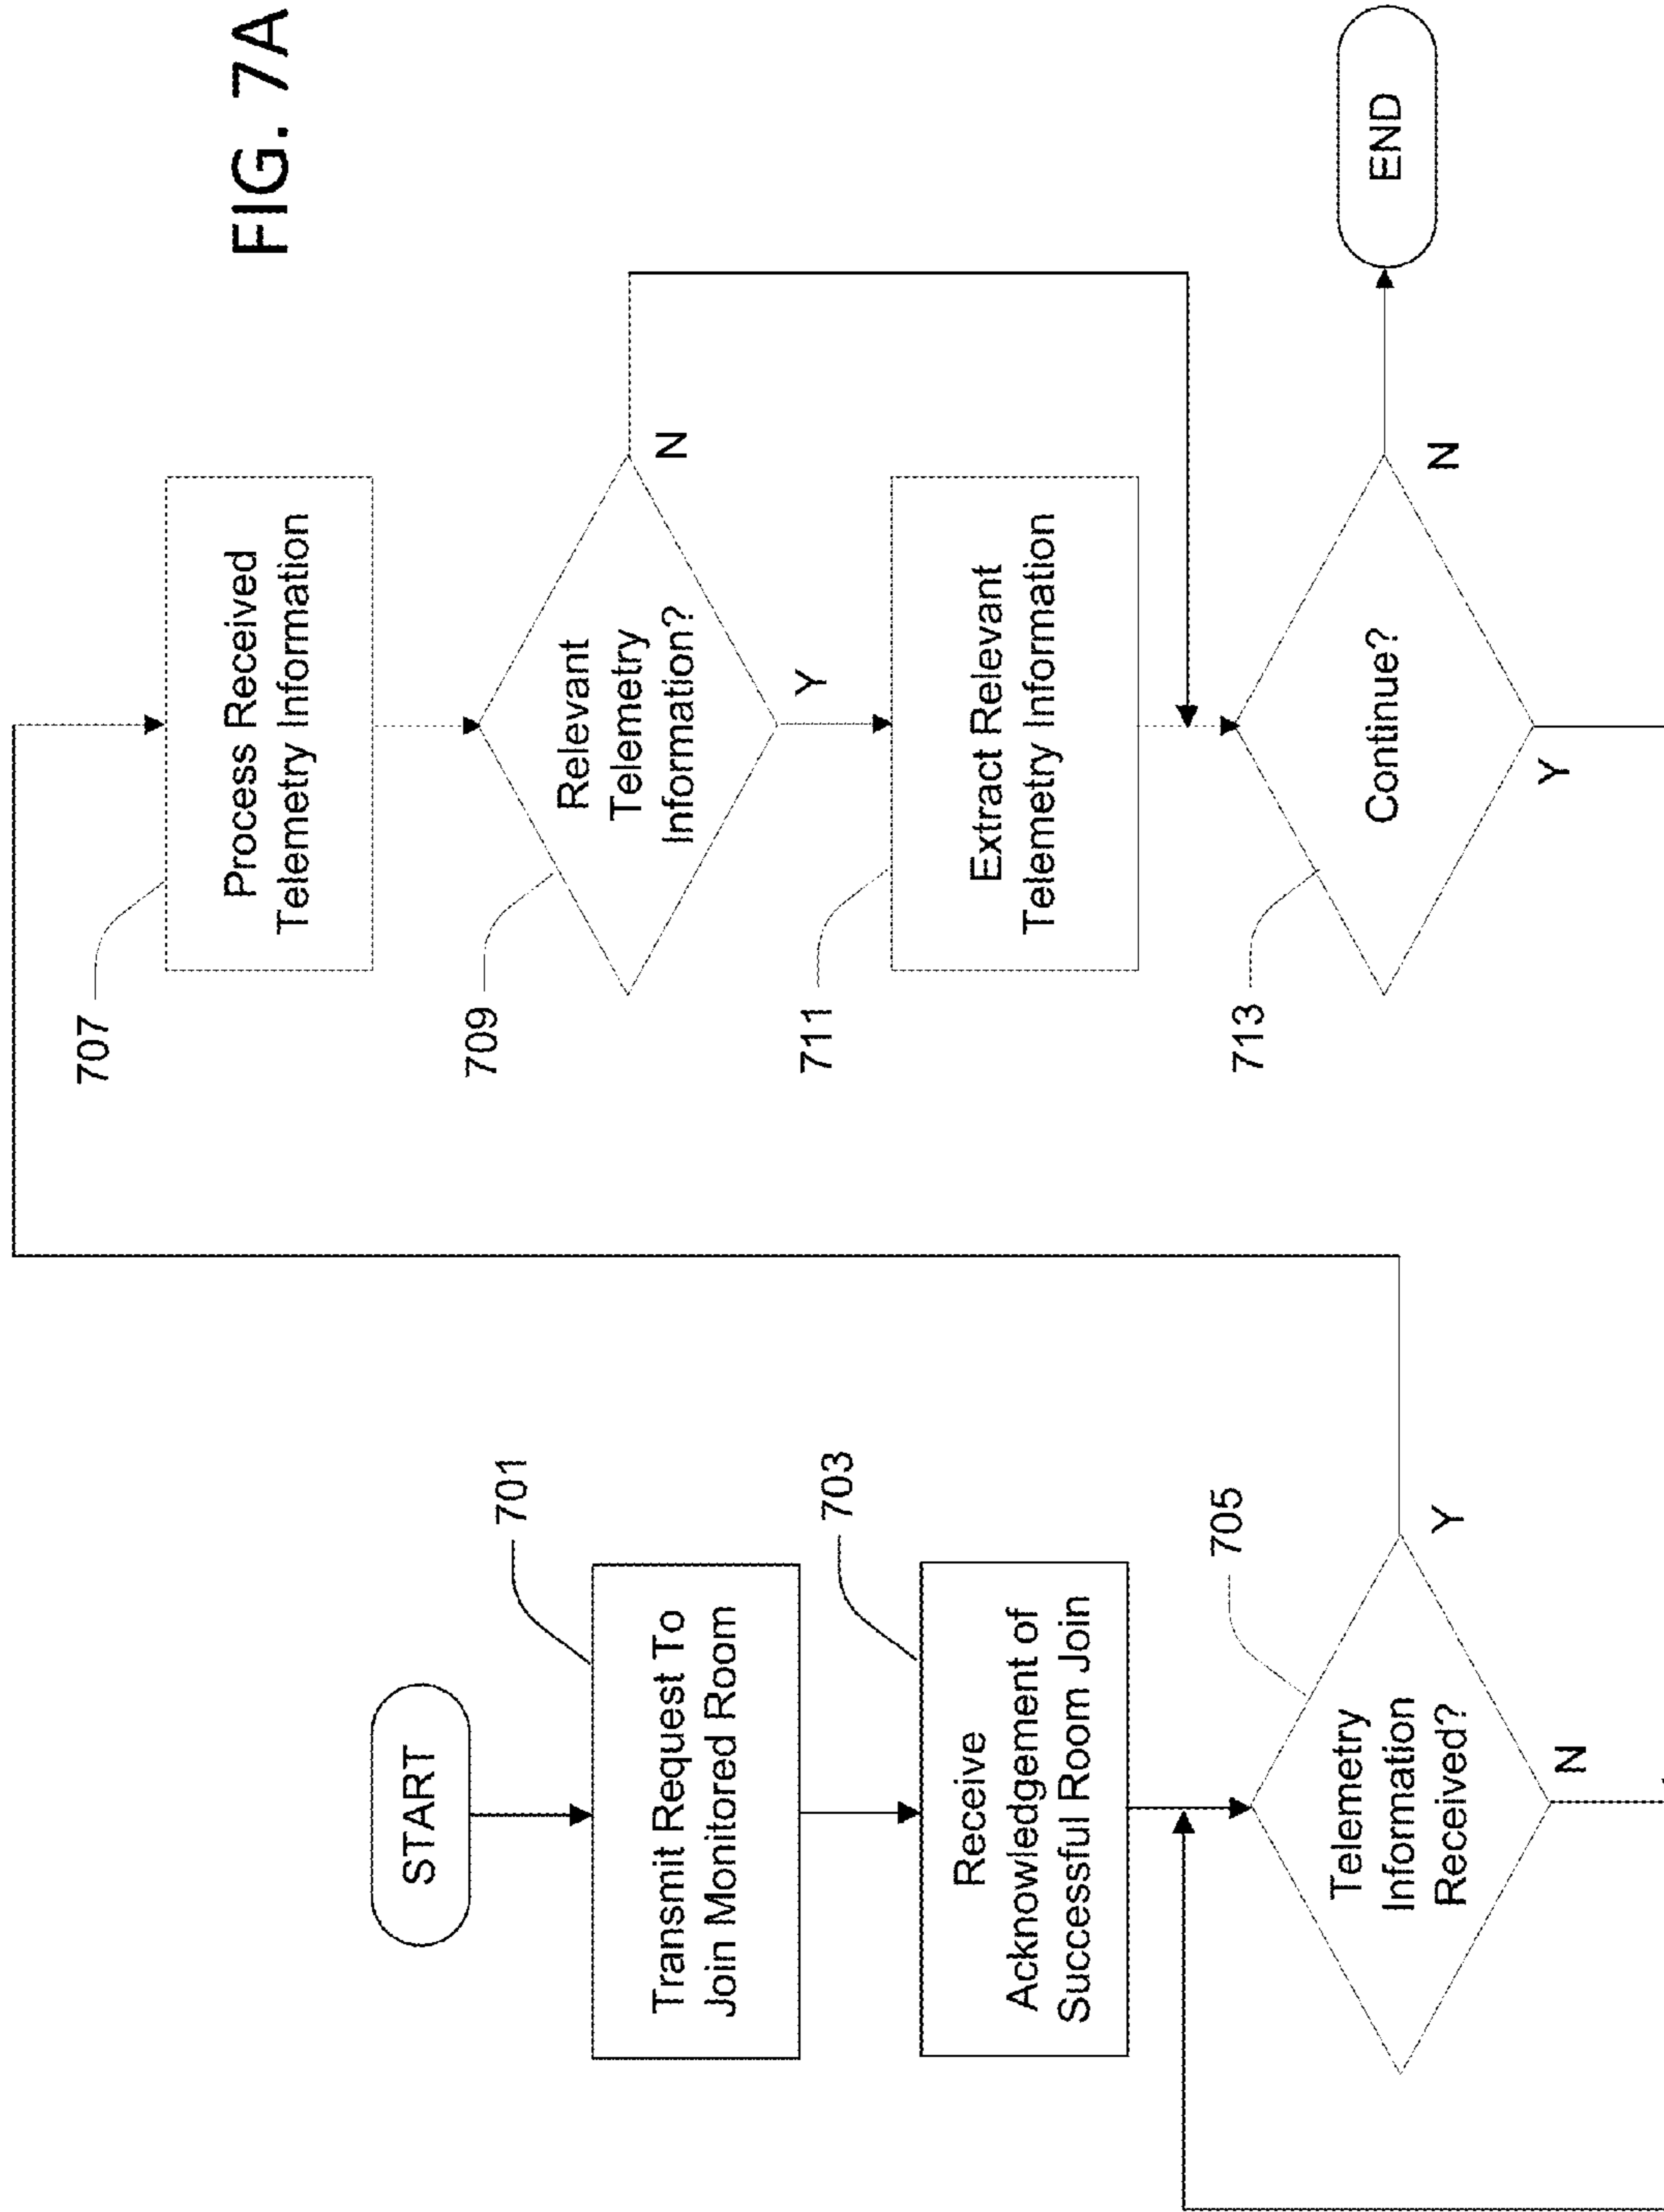 FIG. 7A
START
701
Transmit Request To
Join Monitored Room
703
Receive
Acknowledgement of
Successful Room Join
705
Telemetry
Information
Received?
Y
N
707
Process Received
Telemetry Information
709
Relevant
Telemetry
Information?
N
Y
711
Extract Relevant
Telemetry Information
713
Continue?
N
Y
END